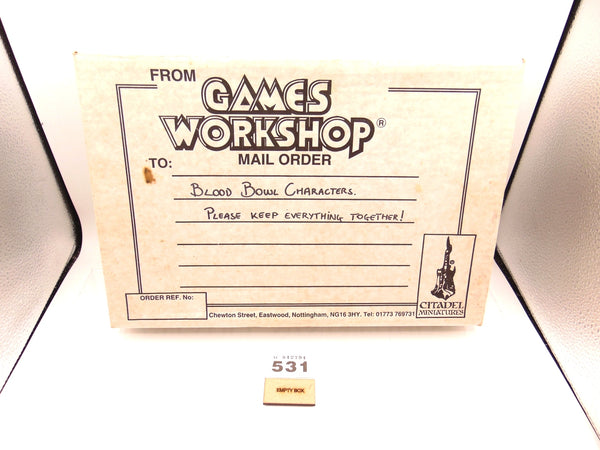 FROM
GAMES
WORKSHOP®
MAIL ORDER
TO:
BLOOD BOWL CHARACTERS.
PLEASE KEEP EVERYTHING TOGETHER!
ORDER REF. No:
Chewton Street, Eastwood, Nottingham, NG16 3HY. Tel: 01773 769731
CITADEL
MINIATURES
531
EMPTY BOX